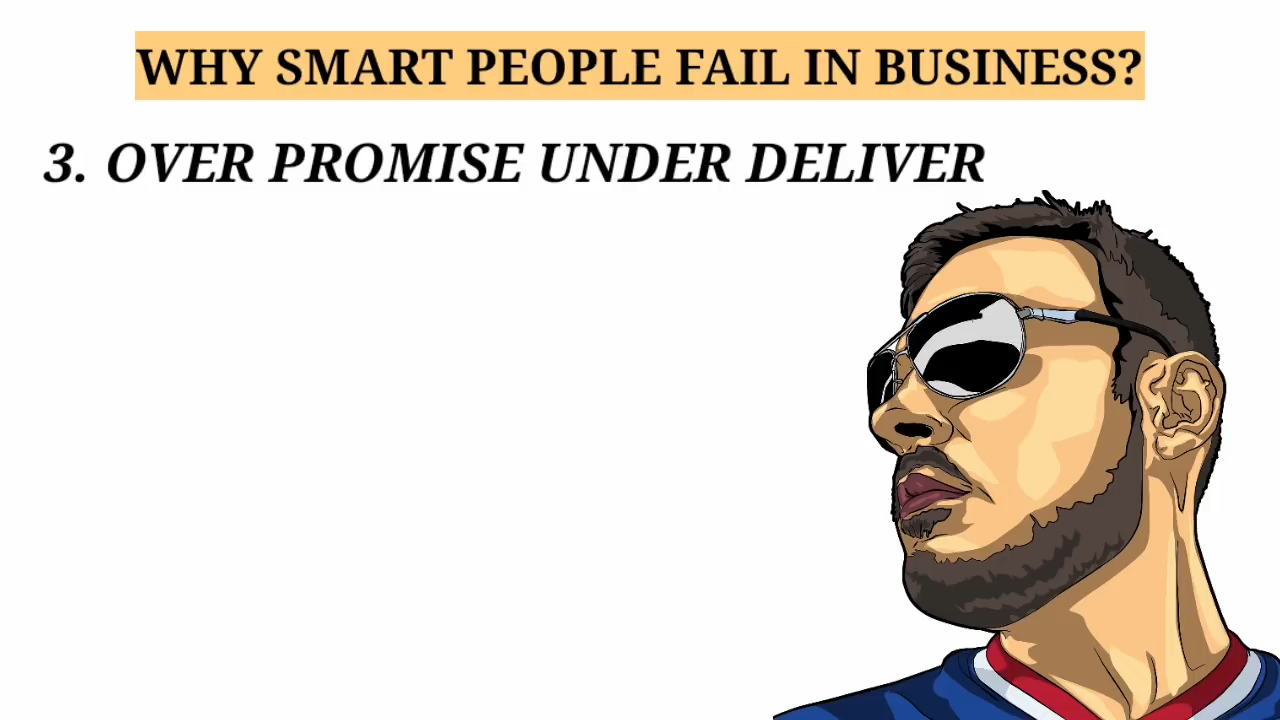 WHY SMART PEOPLE FAIL IN BUSINESS?
3. OVER PROMISE UNDER DELIVER